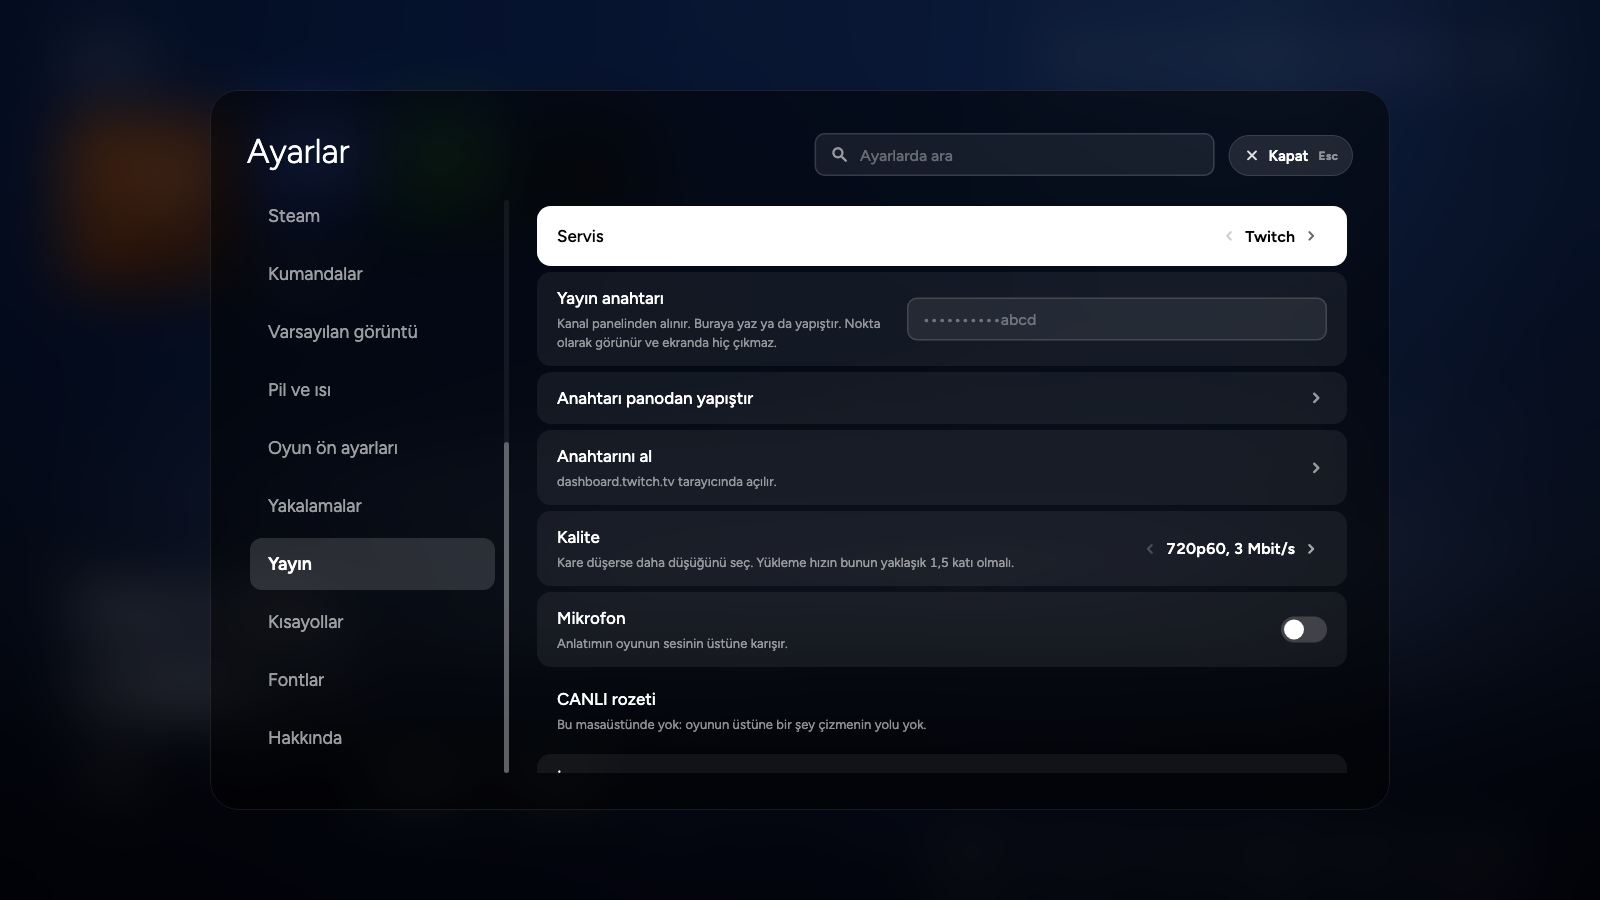 Ayarlar
Ayarlarda ara
Kapat Esc
Steam
Kumandalar
Varsayılan görüntü
Pil ve ısı
Oyun ön ayarları
Yakalamalar
Yayın
Kısayollar
Fontlar
Hakkında
Servis
Twitch
Yayın anahtarı
Kanal panelinden alınır. Buraya yaz ya da yapıştır. Nokta
olarak görünür ve ekranda hiç çıkmaz.
••••••••••abcd
Anahtarı panodan yapıştır
Anahtarını al
dashboard.twitch.tv tarayıcında açılır.
Kalite
Kare düşerse daha düşüğünü seç. Yükleme hızın bunun yaklaşık 1,5 katı olmalı.
720p60, 3 Mbit/s
Mikrofon
Anlatımın oyunun sesinin üstüne karışır.
CANLI rozeti
Bu masaüstünde yok: oyunun üstüne bir şey çizmenin yolu yok.